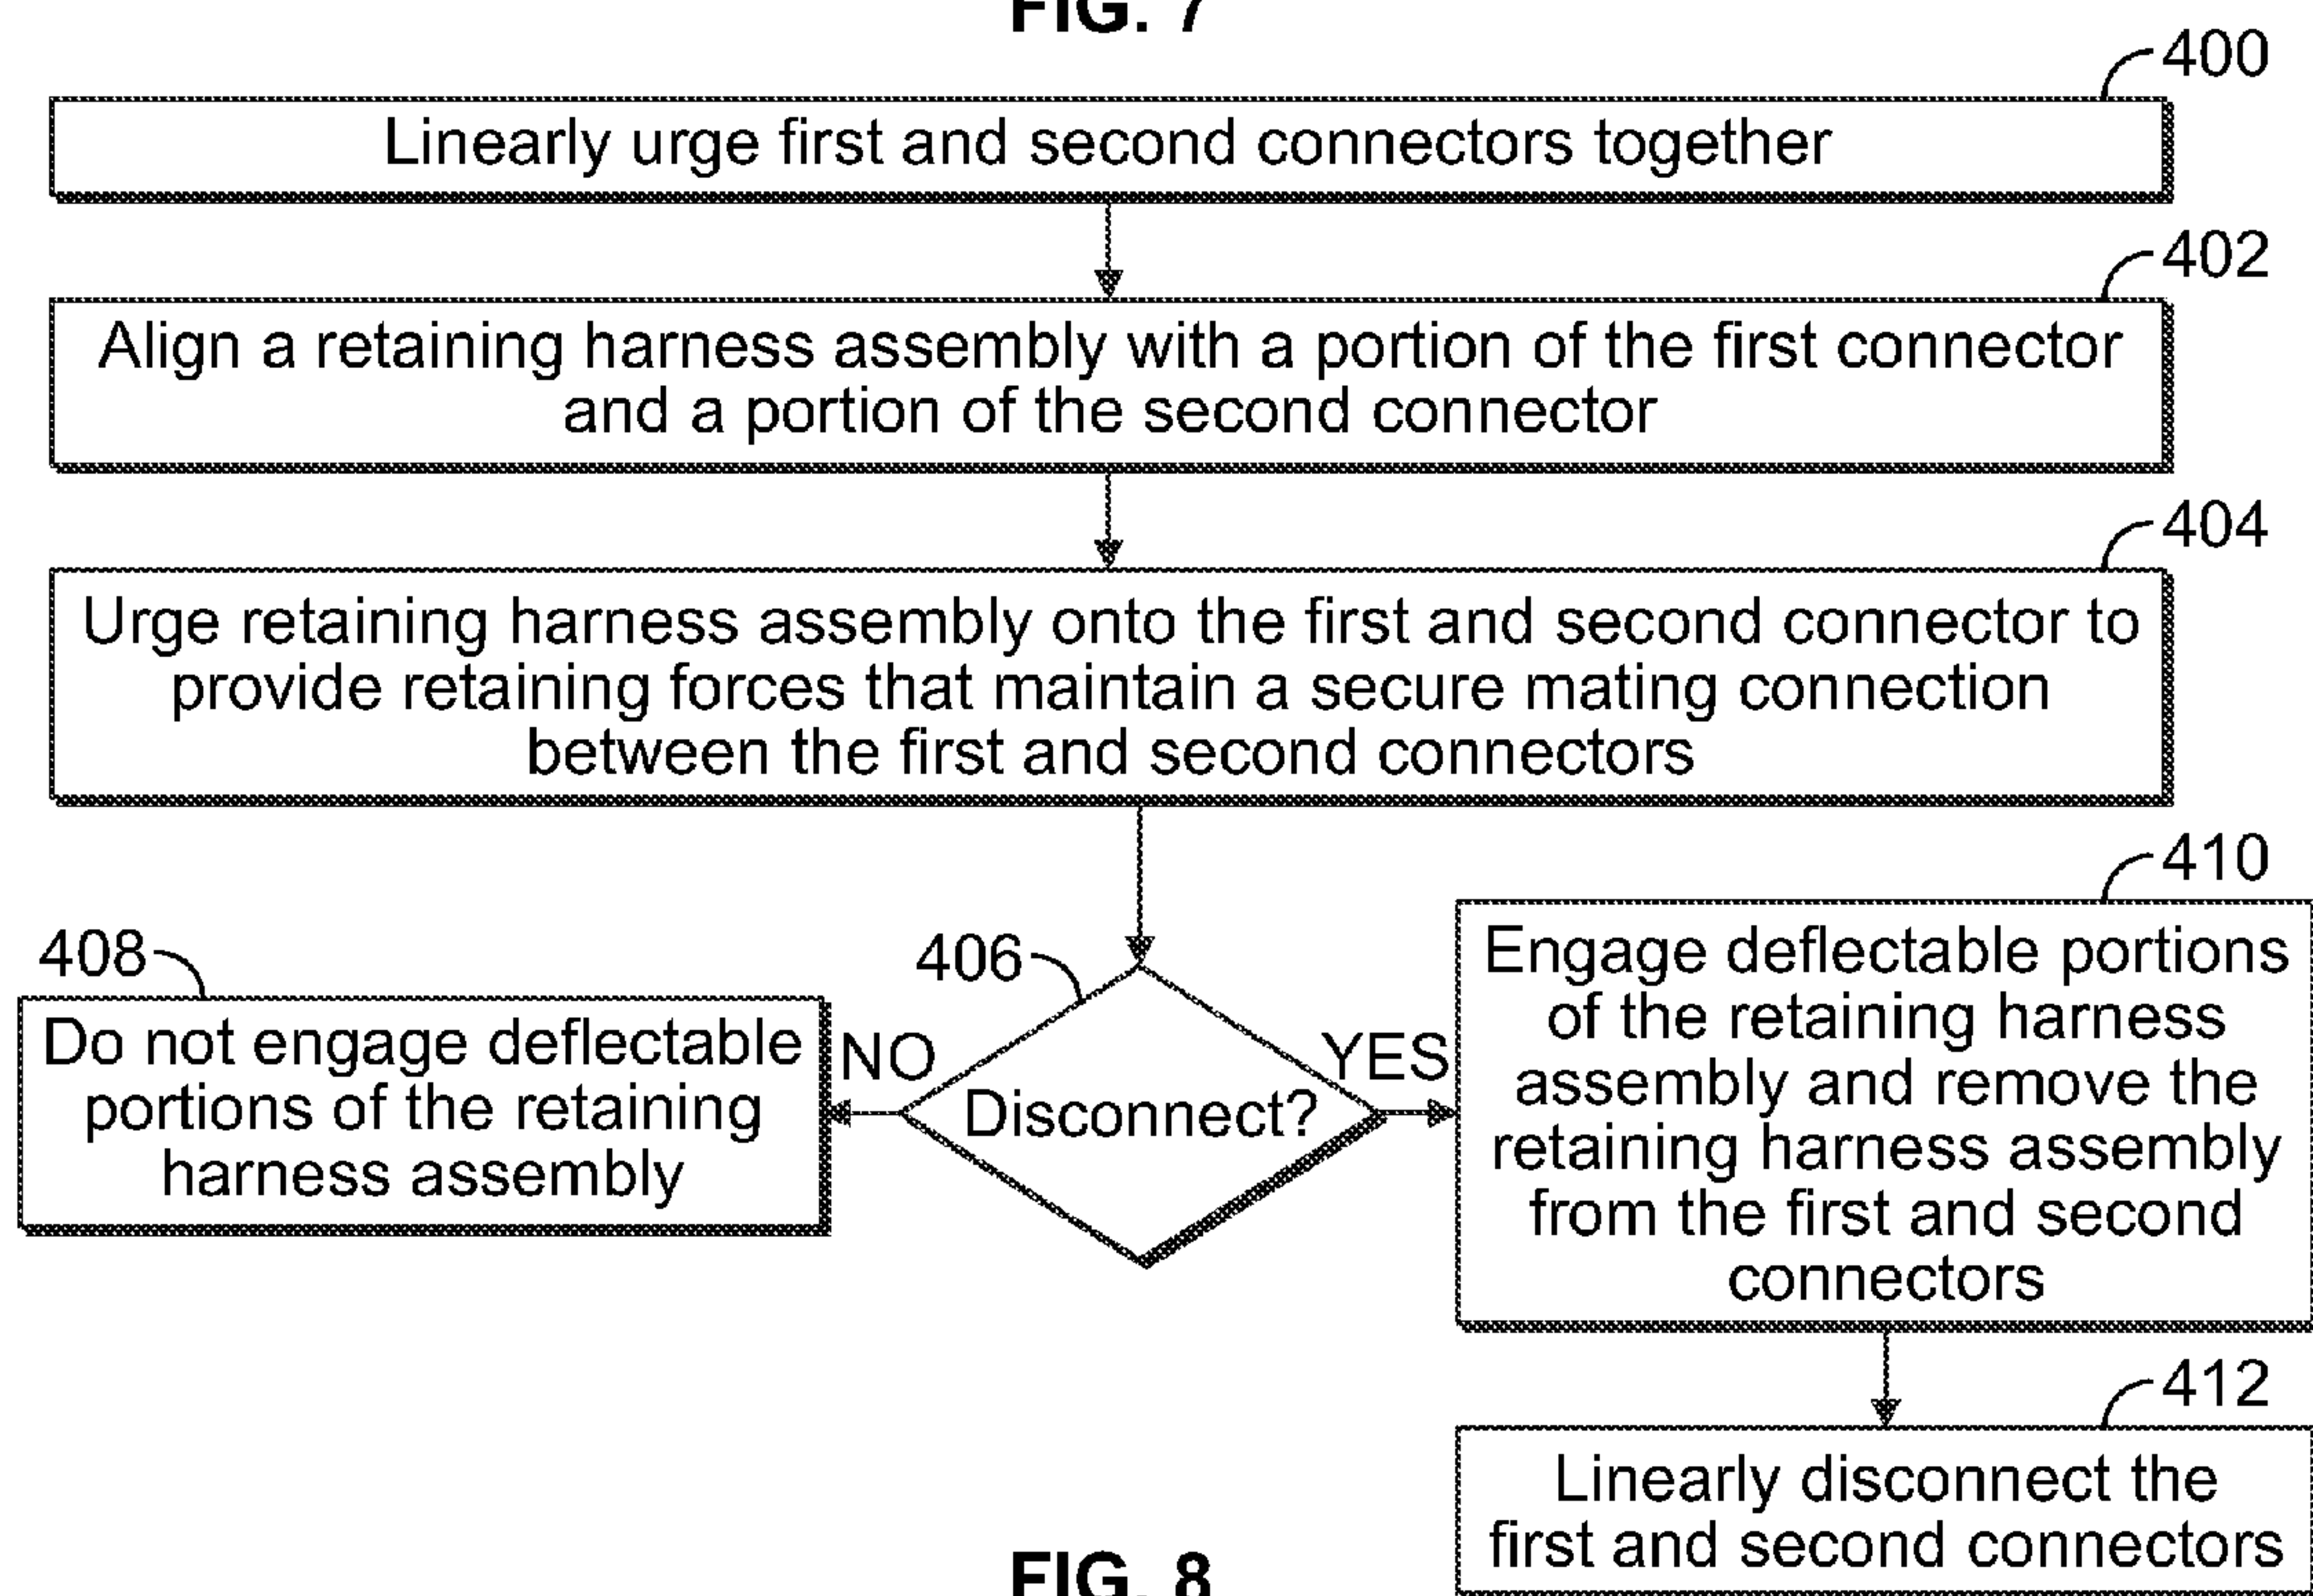 FIG. 7
400
Linearly urge first and second connectors together
402
Align a retaining harness assembly with a portion of the first connector
and a portion of the second connector
404
Urge retaining harness assembly onto the first and second connector to
provide retaining forces that maintain a secure mating connection
between the first and second connectors
406
Disconnect?
NO
YES
408
Do not engage deflectable
portions of the retaining
harness assembly
410
Engage deflectable portions
of the retaining harness
assembly and remove the
retaining harness assembly
from the first and second
connectors
412
Linearly disconnect the
first and second connectors
FIG. 8